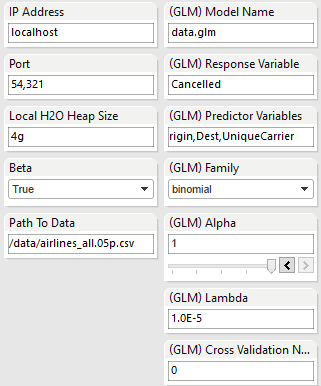 IP Address
localhost
Port
54,321
Local H2O Heap Size
4g
Beta
True
Path To Data
/data/airlines_all.05p.csv
(GLM) Model Name
data.glm
(GLM) Response Variable
Cancelled
(GLM) Predictor Variables
rigin,Dest,UniqueCarrier
(GLM) Family
binomial
(GLM) Alpha
1
(GLM) Lambda
1.0E-5
(GLM) Cross Validation N...
0